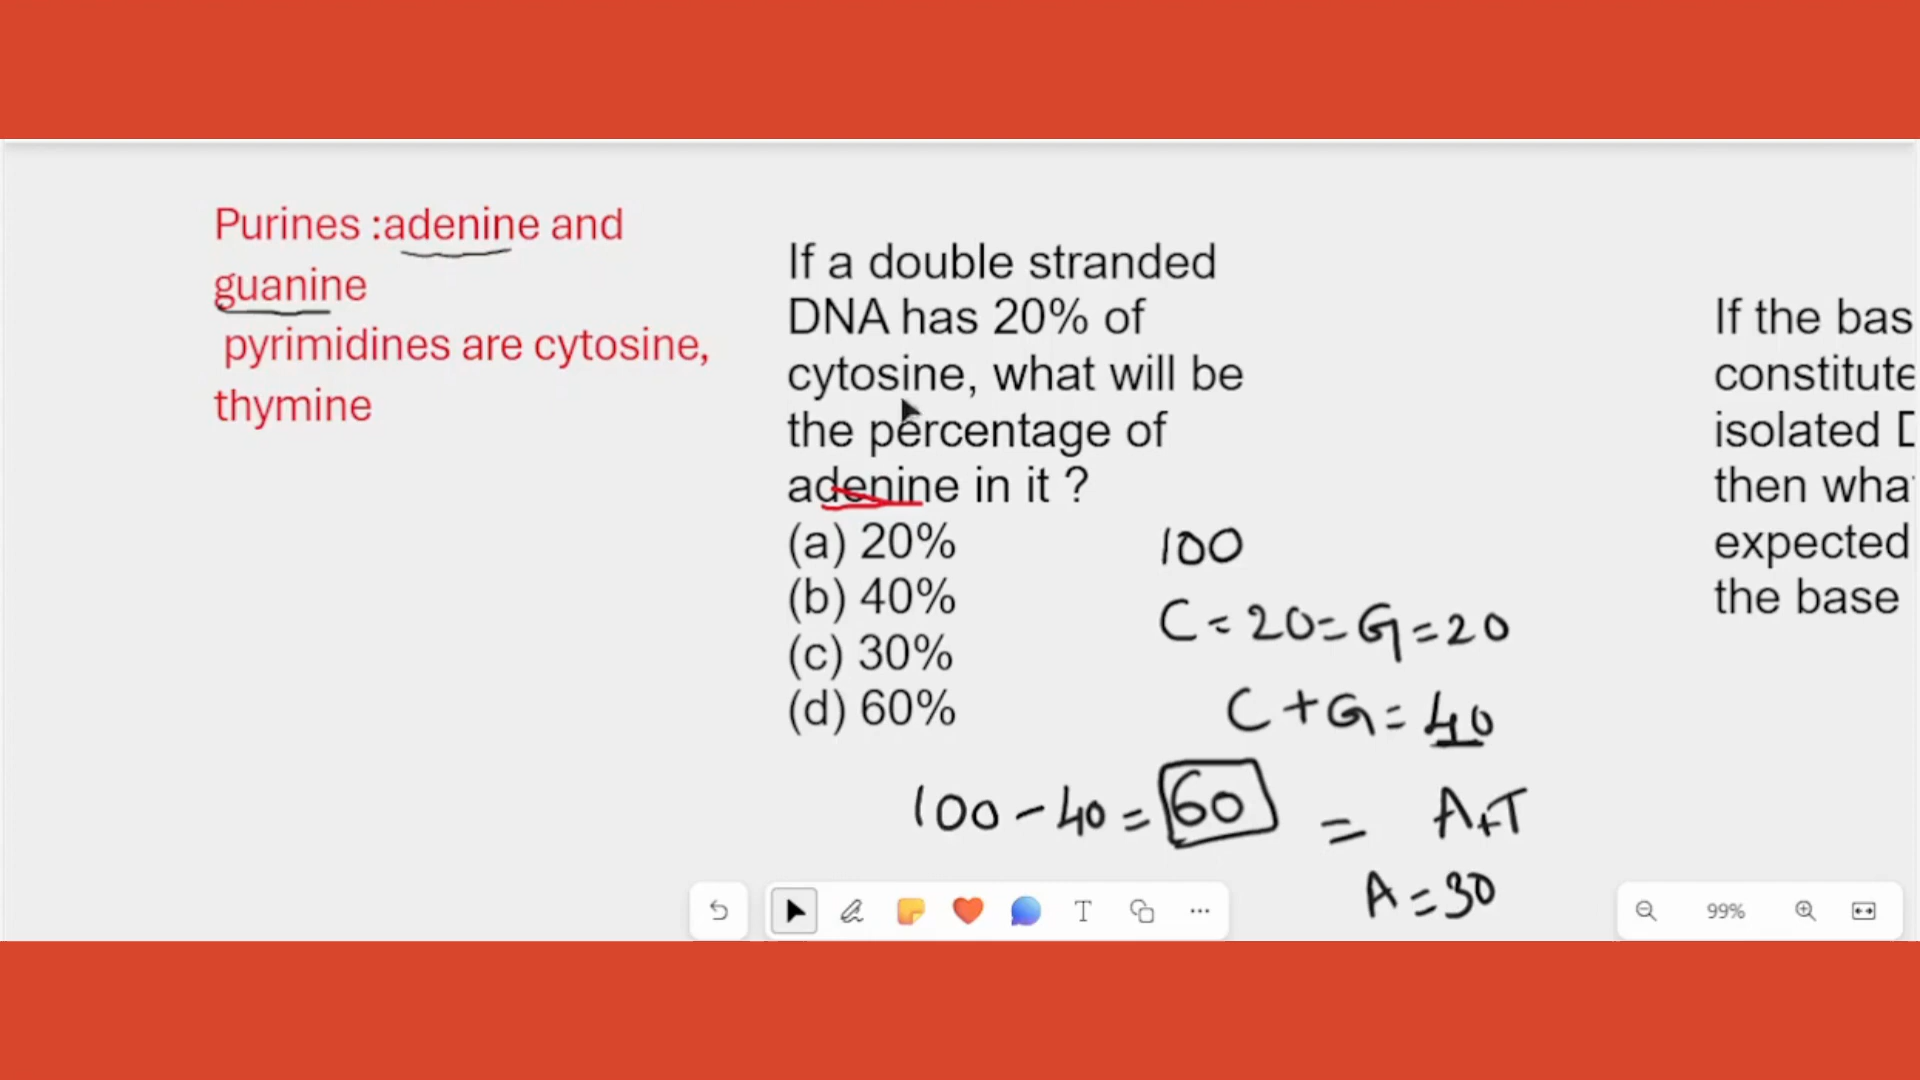 Purines :adenine and
guanine
pyrimidines are cytosine,
thymine
If a double stranded
DNA has 20% of
cytosine, what will be
the percentage of
adenine in it ?
(a) 20%
(b) 40%
(c) 30%
(d) 60%
100
C = 20 = G = 20
C + G = 40
100 - 40 = 60 = A+T
A = 30
If the bas
constitute
isolated
then wha
expected
the base
T
99%